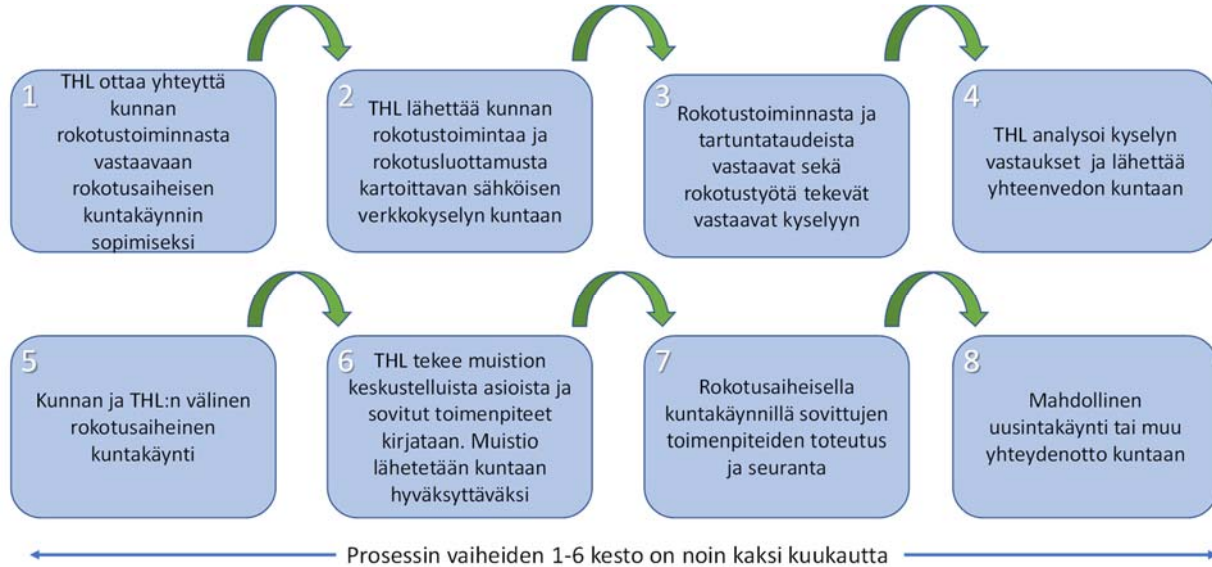 1
THL ottaa yhteyttä
kunnan
rokotustoiminnasta
vastaavaan
rokotusaiheisen
kuntakäynnin
sopimiseksi
2
THL lähettää kunnan
rokotustoimintaa ja
rokotusluottamusta
kartoittavan sähköisen
verkkokyselyn kuntaan
3
Rokotustoiminnasta ja
tartuntataudeista
vastaavat sekä
rokotustyötä tekevät
vastaavat kyselyyn
4
THL analysoi kyselyn
vastaukset ja lähettää
yhteenvedon kuntaan
5
Kunnan ja THL:n välinen
rokotusaiheinen
kuntakäynti
6
THL tekee muistion
keskustelluista asioista ja
sovitut toimenpiteet
kirjataan. Muistio
lähetetään kuntaan
hyväksyttäväksi
7
Rokotusaiheisella
kuntakäynnillä sovittujen
toimenpiteiden toteutus
ja seuranta
8
Mahdollinen
uusintakäynti tai muu
yhteydenotto kuntaan
Prosessin vaiheiden 1-6 kesto on noin kaksi kuukautta